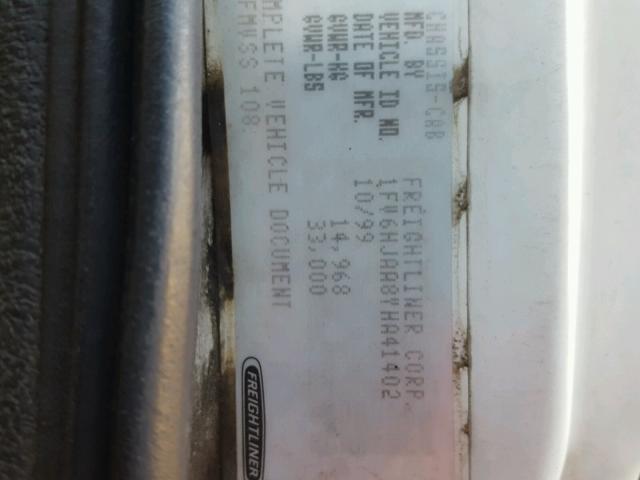 CHASSIS-CAB
MFD. BY FREIGHTLINER CORP.
VEHICLE ID NO. 1FV6HJAA8YHA41402
DATE OF MFR. 10/99
GVWR-KG 14,968
GVWR-LBS 33,000
MPLETE VEHICLE DOCUMENT
FMVSS 108.
FREIGHTLINER